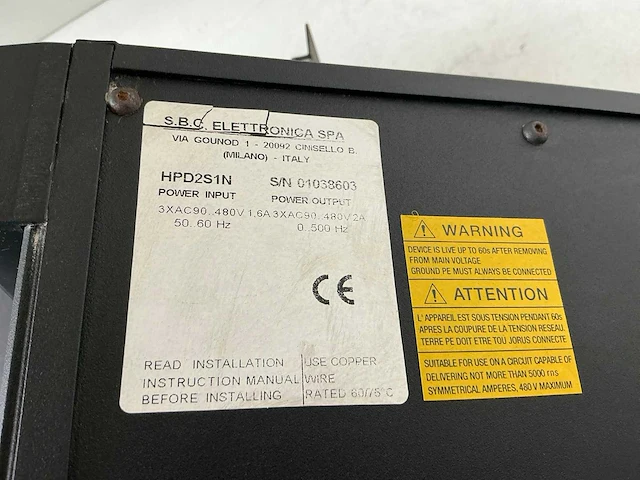 S.B.C. ELETTRONICA SPA
VIA GOUNOD 1 - 20092 CINISELLO B.
(MILANO) - ITALY
HPD2S1N S/N 01038603
POWER INPUT POWER OUTPUT
3XAC90..480V 1,6A 3XAC90..480V 2A
50..60 Hz 0..500 Hz
CE
READ INSTALLATION USE COPPER
INSTRUCTION MANUAL WIRE
BEFORE INSTALLING RATED 60/75°C
WARNING
DEVICE IS LIVE UP TO 60s AFTER REMOVING
FROM MAIN VOLTAGE
GROUND PE MUST ALWAYS BE CONNECTED
ATTENTION
L' APPAREIL EST SOUS TENSION PENDANT 60s
APRES LA COUPURE DE LA TENSION RESEAU.
TERRE PE DOIT ETRE TOU JORUS CONNECTE
SUITABLE FOR USE ON A CIRCUIT CAPABLE OF
DELIVERING NOT MORE THAN 5000 rms
SYMMETRICAL AMPERES, 480 V MAXIMUM